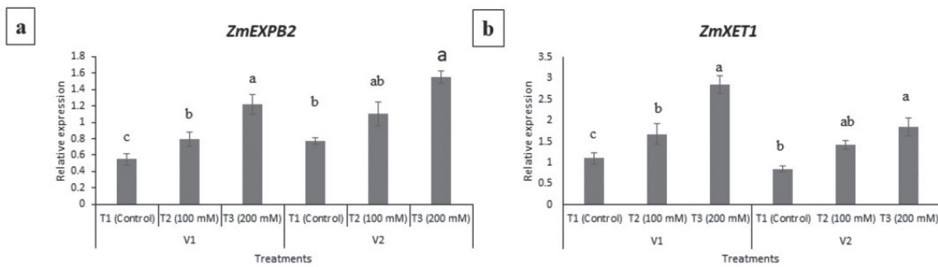 a
ZmEXPB2
Relative expression
1.8
1.6
1.4
1.2
1
0.8
0.6
0.4
0.2
0
c
b
a
b
ab
a
T1 (Control) T2 (100 mM) T3 (200 mM) T1 (Control) T2 (100 mM) T3 (200 mM)
V1 V2
Treatments
b
ZmXET1
Relative expression
3.5
3
2.5
2
1.5
1
0.5
0
c
b
a
b
ab
a
T1 (Control) T2 (100 mM) T3 (200 mM) T1 (Control) T2 (100 mM) T3 (200 mM)
V1 V2
Treatments